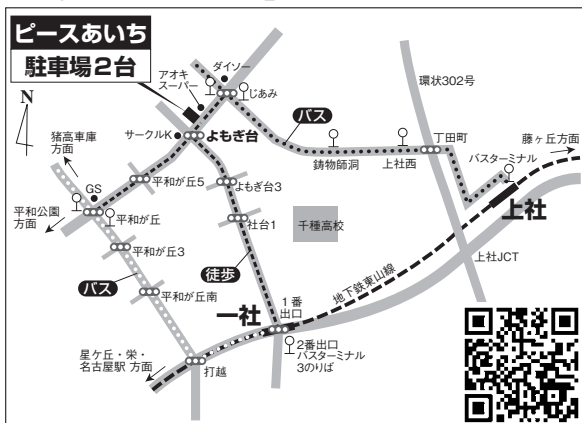 ピースあいち
駐車場2台
N
アオキ
スーパー
ダイソー
じあみ
バス
環状302号
猪高車庫
方面
サークルK
よもぎ台
鋳物師洞
上社西
丁田町
藤ヶ丘方面
バスターミナル
GS
平和が丘5
よもぎ台3
平和公園
方面
平和が丘
社台1
千種高校
上社
平和が丘3
バス
徒歩
上社JCT
平和が丘南
一社
1番
出口
地下鉄東山線
星ケ丘・栄・
名古屋駅 方面
打越
2番出口
バスターミナル
3のりば